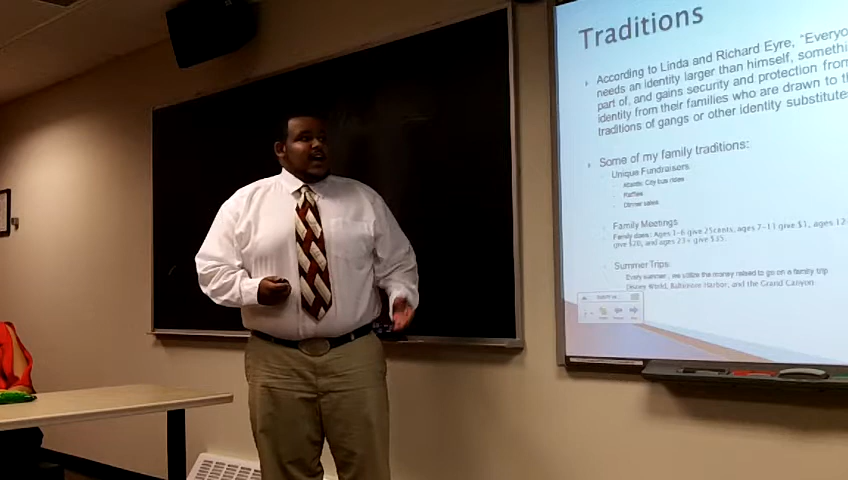 Traditions
According to Linda and Richard Eyre, "Everyo
needs an identity larger than himself, somethi
part of, and gains security and protection from
identity from their families who are drawn to th
traditions of gangs or other identity substitutes
Some of my family traditions:
Unique Fundraisers
Atlantic City bus rides
Raffles
Dinner sales
Family Meetings
Family dues: Ages 1-6 give 25cents, ages 7-11 give $1, ages 12-
give $20, and ages 21+ give $35.
Summer Trips:
Every summer, we utilize the money raised to go on a family trip
Disney World, Baltimore Harbor, and the Grand Canyon